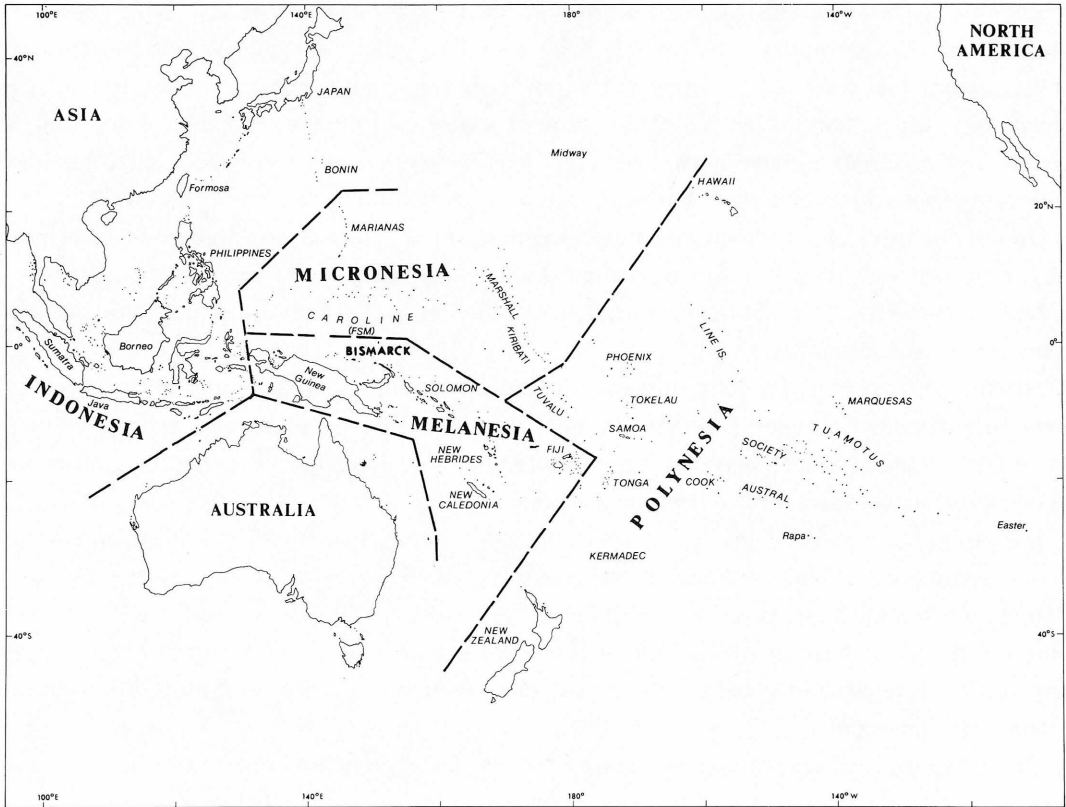 100°E
140°E
180°
140°W
NORTH
AMERICA
40°N
JAPAN
ASIA
Midway
BONIN
Formosa
HAWAII
20°N
MARIANAS
PHILIPPINES
MICRONESIA
MARSHALL
CAROLINE
(FSM)
KIRIBATI
LINE IS.
0°
Borneo
BISMARCK
0°
Sumatra
PHOENIX
New
Guinea
SOLOMON
TUVALU
TOKELAU
MARQUESAS
INDONESIA
Java
MELANESIA
SAMOA
POLYNESIA
TUAMOTUS
NEW
HEBRIDES
FIJI
SOCIETY
TONGA
COOK
AUSTRAL
NEW
CALEDONIA
AUSTRALIA
Easter
Rapa
KERMADEC
NEW
ZEALAND
40°S
40°S
100°E
140°E
180°
140°W